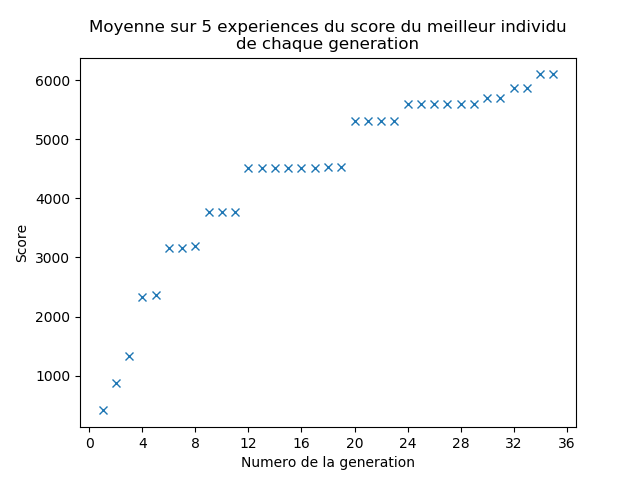 Moyenne sur 5 experiences du score du meilleur individu
de chaque generation
6000
5000
4000
3000
2000
1000
Score
0 4 8 12 16 20 24 28 32 36
Numero de la generation